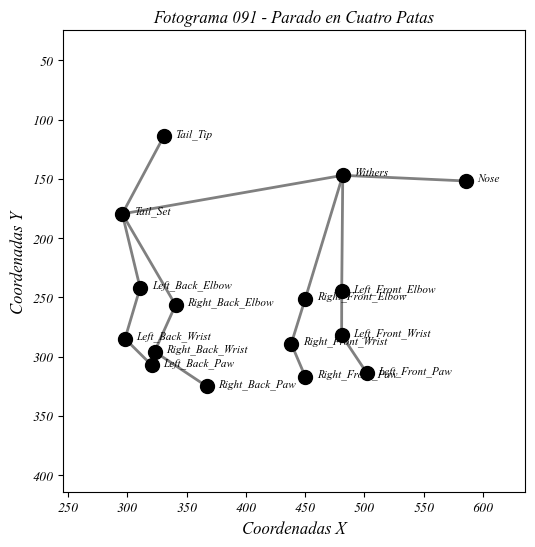 Fotograma 091 - Parado en Cuatro Patas
50
100
150
200
250
300
350
400
Coordenadas Y
Tail_Tip
Withers
Nose
Tail_Set
Left_Back_Elbow
Left_Front_Elbow
Right_Front_Elbow
Right_Back_Elbow
Left_Front_Wrist
Left_Back_Wrist
Right_Front_Wrist
Right_Back_Wrist
Left_Back_Paw
Left_Front_Paw
Right_Front_Paw
Right_Back_Paw
250 300 350 400 450 500 550 600
Coordenadas X